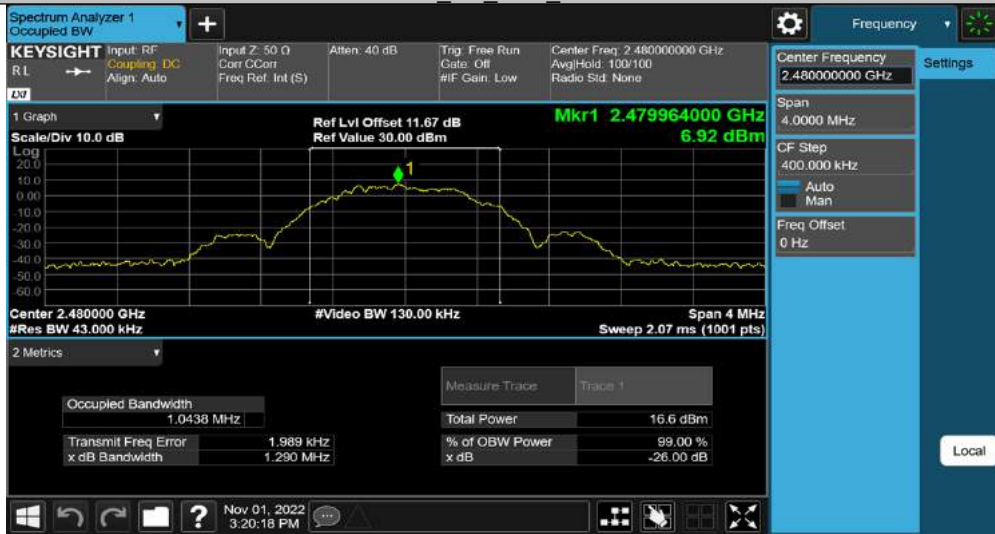 Spectrum Analyzer 1
Occupied BW
+
Frequency
KEYSIGHT
RL
LXI
Input: RF
Coupling: DC
Align: Auto
Input Z: 50 Ω
Corr CCorr
Freq Ref: Int (S)
Atten: 40 dB
Trig: Free Run
Gate: Off
#IF Gain: Low
Center Freq: 2.480000000 GHz
Avg|Hold: 100/100
Radio Std: None
Center Frequency
2.480000000 GHz
Settings
Span
4.0000 MHz
CF Step
400.000 kHz
Auto
Man
Freq Offset
0 Hz
Local
1 Graph
Scale/Div 10.0 dB
Ref Lvl Offset 11.67 dB
Ref Value 30.00 dBm
Mkr1 2.479964000 GHz
6.92 dBm
Log
20.0
10.0
0.00
-10.0
-20.0
-30.0
-40.0
-50.0
-60.0
1
Center 2.480000 GHz
#Res BW 43.000 kHz
#Video BW 130.00 kHz
Span 4 MHz
Sweep 2.07 ms (1001 pts)
2 Metrics
Measure Trace Trace 1
Occupied Bandwidth
1.0438 MHz
Total Power 16.6 dBm
Transmit Freq Error 1.989 kHz
% of OBW Power 99.00 %
x dB Bandwidth 1.290 MHz
x dB -26.00 dB
?
Nov 01, 2022
3:20:18 PM